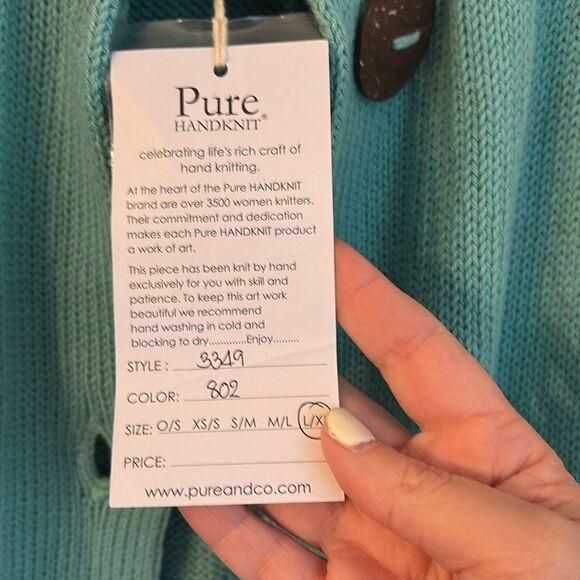 Pure
HANDKNIT®
celebrating life's rich craft of
hand knitting.
At the heart of the Pure HANDKNIT
brand are over 3500 women knitters.
Their commitment and dedication
makes each Pure HANDKNIT product
a work of art.
This piece has been knit by hand
exclusively for you with skill and
patience. To keep this art work
beautiful we recommend
hand washing in cold and
blocking to dry............Enjoy.........
STYLE: 3349
COLOR: 802
SIZE: O/S XS/S S/M M/L L/X
PRICE:
www.pureandco.com